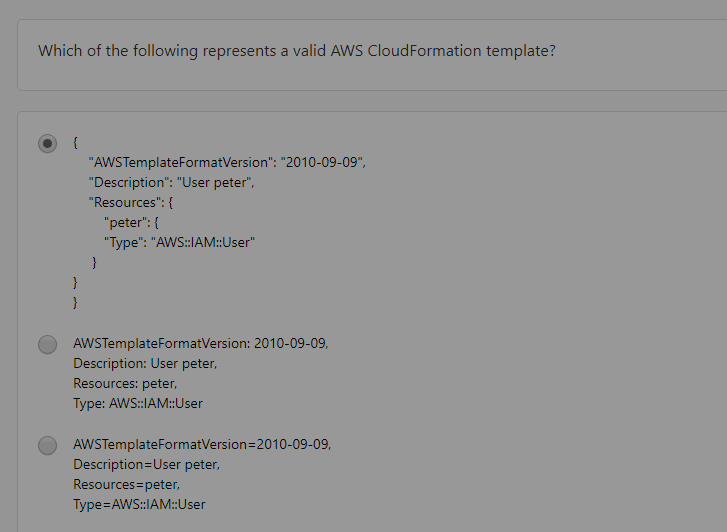 Which of the following represents a valid AWS CloudFormation template?
{
"AWSTemplateFormatVersion": "2010-09-09",
"Description": "User peter",
"Resources": {
"peter": {
"Type": "AWS::IAM::User"
}
}
}
AWSTemplateFormatVersion: 2010-09-09,
Description: User peter,
Resources: peter,
Type: AWS::IAM::User
AWSTemplateFormatVersion=2010-09-09,
Description=User peter,
Resources=peter,
Type=AWS::IAM::User